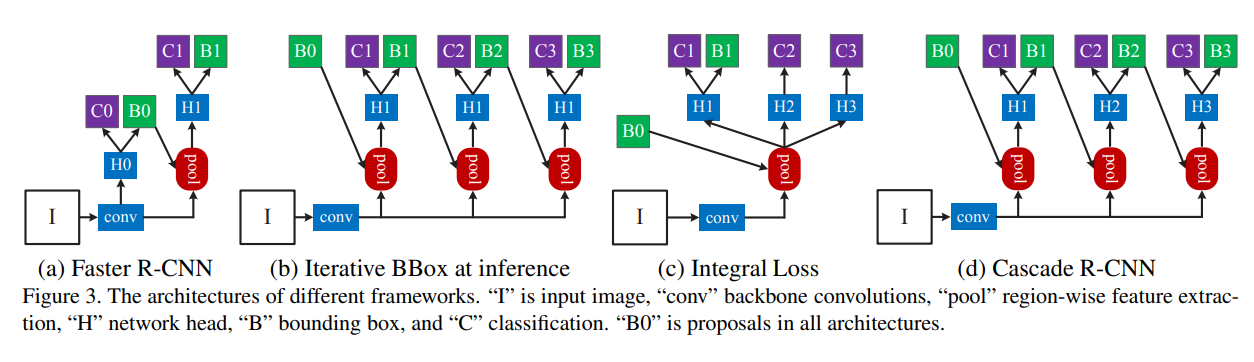 C1 B1
C0 B0
H1
H0
pool
I
conv
(a) Faster R-CNN
B0
C1 B1
C2 B2
C3 B3
H1
H1
H1
pool
pool
pool
I
conv
(b) Iterative BBox at inference
C1 B1
C2
C3
H1
H2
H3
B0
pool
I
conv
(c) Integral Loss
B0
C1 B1
C2 B2
C3 B3
H1
H2
H3
pool
pool
pool
I
conv
(d) Cascade R-CNN
Figure 3. The architectures of different frameworks. “I” is input image, “conv” backbone convolutions, “pool” region-wise feature extrac-
tion, “H” network head, “B” bounding box, and “C” classification. “B0” is proposals in all architectures.